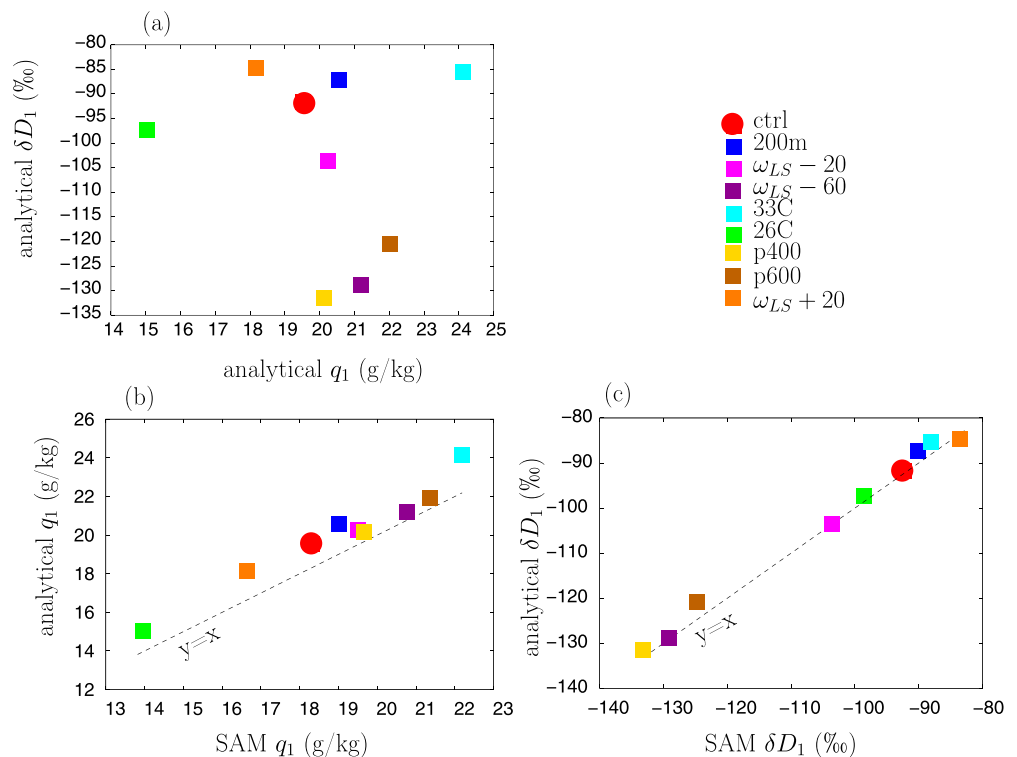 (a)
analytical δD₁ (‰)
−80
−85
−90
−95
−100
−105
−110
−115
−120
−125
−130
−135
14 15 16 17 18 19 20 21 22 23 24 25
analytical q₁ (g/kg)
ctrl
200m
ω_LS − 20
ω_LS − 60
33C
26C
p400
p600
ω_LS + 20
(b)
analytical q₁ (g/kg)
26
24
22
20
18
16
14
12
y=x
13 14 15 16 17 18 19 20 21 22 23
SAM q₁ (g/kg)
(c)
analytical δD₁ (‰)
−80
−90
−100
−110
−120
−130
−140
y=x
−140 −130 −120 −110 −100 −90 −80
SAM δD₁ (‰)